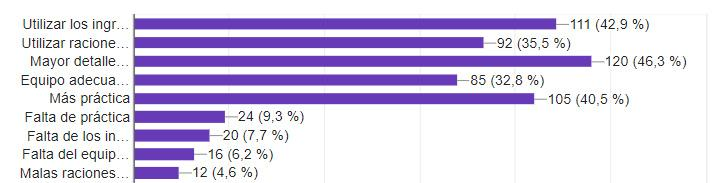 Utilizar los ingr... 111 (42,9 %)
Utilizar racione... 92 (35,5 %)
Mayor detalle... 120 (46,3 %)
Equipo adecua... 85 (32,8 %)
Más práctica 105 (40,5 %)
Falta de práctica 24 (9,3 %)
Falta de los in... 20 (7,7 %)
Falta del equip... 16 (6,2 %)
Malas raciones... 12 (4,6 %)